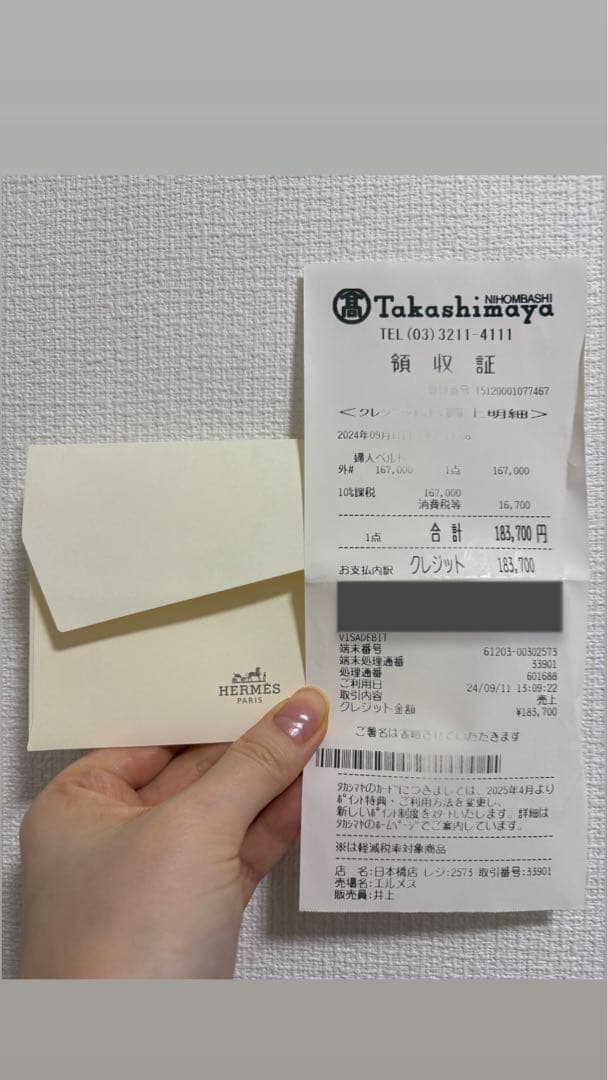 HERMÈS
PARIS
髙 Takashimaya
NIHOMBASHI
TEL(03)3211-4111
領収証
15120001077467
明細>
2024年09月
婦人ベルト
外# 167,000 1点 167,000
10%課税 167,000
消費税等 16,700
1点 合計 183,700円
お支払内訳 クレジット 183,700
VISADEBIT
端末番号 61203-00302573
端末処理通番 33901
処理通番 601688
ご利用日 24/09/11 13:09:22
取引内容 売上
クレジット金額 ¥183,700
ご署名は省略させていただきます
タカシマヤのカードにつきましては、2025年4月より
ポイント特典・ご利用方法を変更し、
新しいポイント制度をスタートいたします。詳細は
タカシマヤのホームページでご案内しています。
※は軽減税率対象商品
店 名:日本橋店 レジ:2573 取引番号:33901
売場名:エルメス
販売員:井上